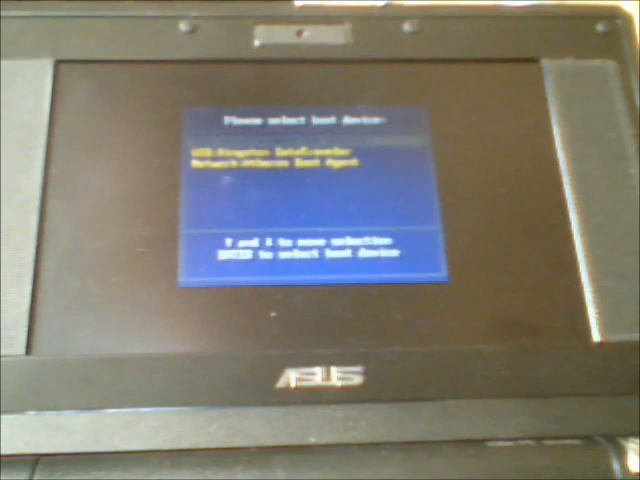 Please select boot device:
USB:Kingston DataTraveler
Network:Atheros Boot Agent
↑ and ↓ to move selection
ENTER to select boot device
ASUS